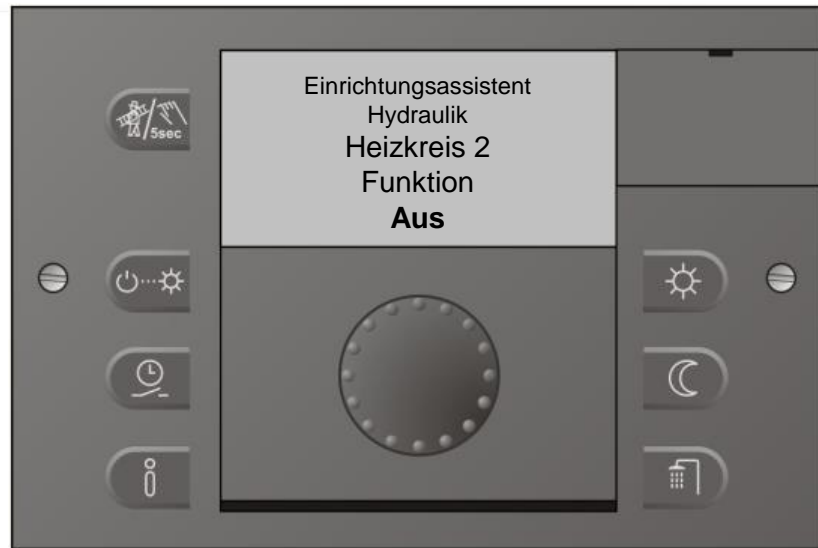 Einrichtungsassistent
Hydraulik
Heizkreis 2
Funktion
Aus
5sec